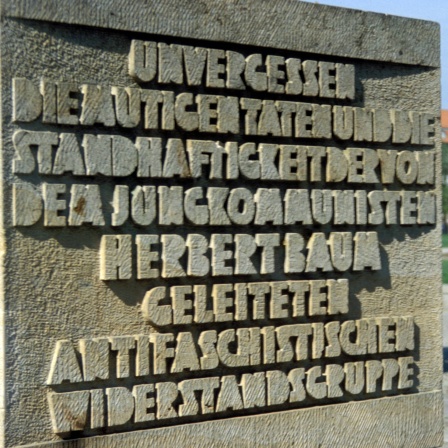 UNVERGESSEN
DIE MUTIGEN TATEN UND DIE
STANDHAFTIGKEIT DER VON
DEM JUNGKOMMUNISTEN
HERBERT BAUM
GELEITETEN
ANTIFASCHISTISCHEN
WIDERSTANDSGRUPPE